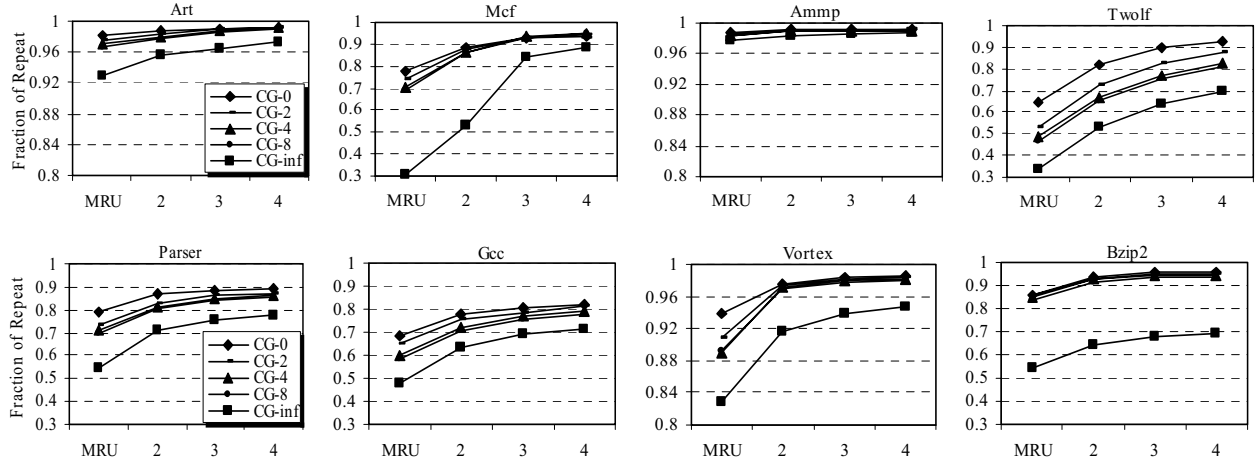 Art
Mcf
Ammp
Twolf
Fraction of Repeat
1
0.96
0.92
0.88
0.84
0.8
CG-0
CG-2
CG-4
CG-8
CG-inf
MRU 2 3 4
1
0.9
0.8
0.7
0.6
0.5
0.4
0.3
MRU 2 3 4
1
0.96
0.92
0.88
0.84
0.8
MRU 2 3 4
1
0.9
0.8
0.7
0.6
0.5
0.4
0.3
MRU 2 3 4
Parser
Gcc
Vortex
Bzip2
Fraction of Repeat
1
0.9
0.8
0.7
0.6
0.5
0.4
0.3
CG-0
CG-2
CG-4
CG-8
CG-inf
MRU 2 3 4
1
0.9
0.8
0.7
0.6
0.5
0.4
0.3
MRU 2 3 4
1
0.96
0.92
0.88
0.84
0.8
MRU 2 3 4
1
0.9
0.8
0.7
0.6
0.5
0.4
0.3
MRU 2 3 4